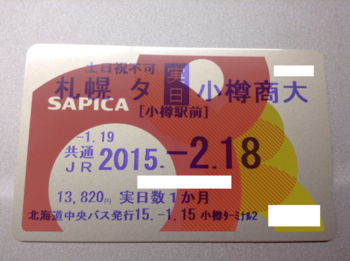 土日祝不可
札幌 タ 実日 小樽商大
SAPICA
[小樽駅前]
-1.19
共通
JR 2015.-2.18
13,820円 実日数1か月
北海道中央バス発行15.-1.15 小樽ターミナル2